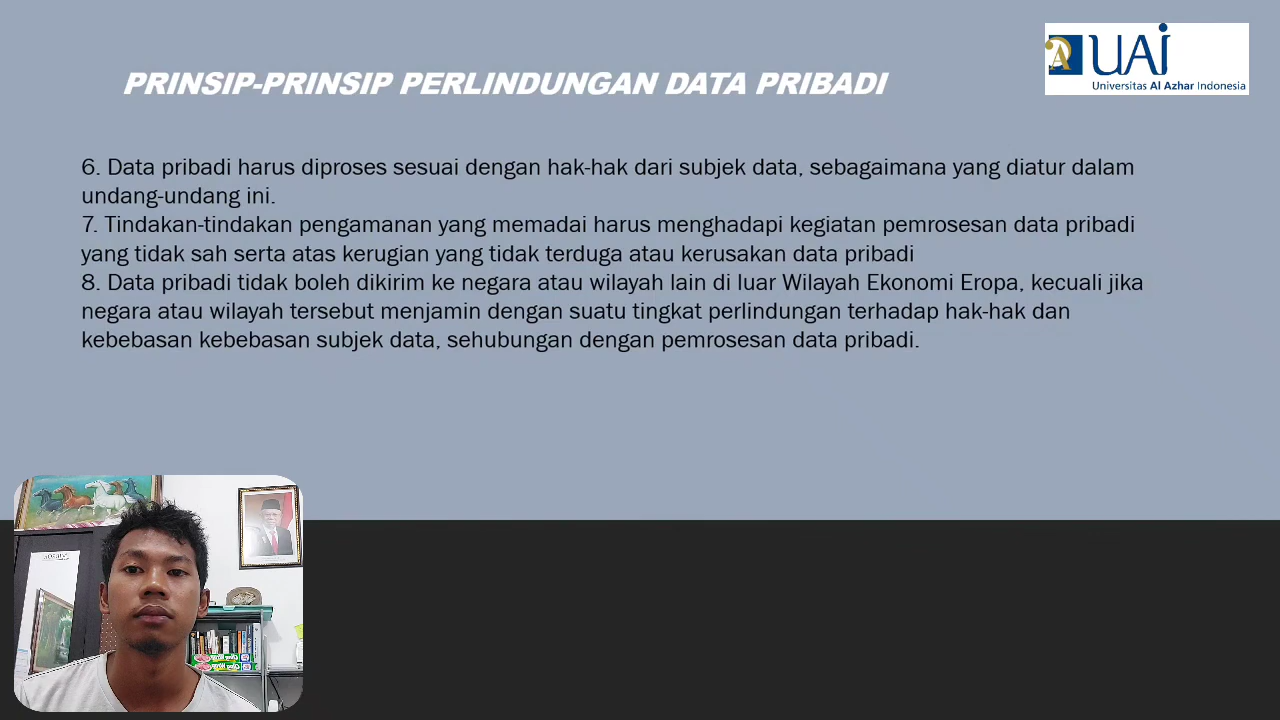 UAI
Universitas Al Azhar Indonesia
PRINSIP-PRINSIP PERLINDUNGAN DATA PRIBADI
6. Data pribadi harus diproses sesuai dengan hak-hak dari subjek data, sebagaimana yang diatur dalam
undang-undang ini.
7. Tindakan-tindakan pengamanan yang memadai harus menghadapi kegiatan pemrosesan data pribadi
yang tidak sah serta atas kerugian yang tidak terduga atau kerusakan data pribadi
8. Data pribadi tidak boleh dikirim ke negara atau wilayah lain di luar Wilayah Ekonomi Eropa, kecuali jika
negara atau wilayah tersebut menjamin dengan suatu tingkat perlindungan terhadap hak-hak dan
kebebasan kebebasan subjek data, sehubungan dengan pemrosesan data pribadi.